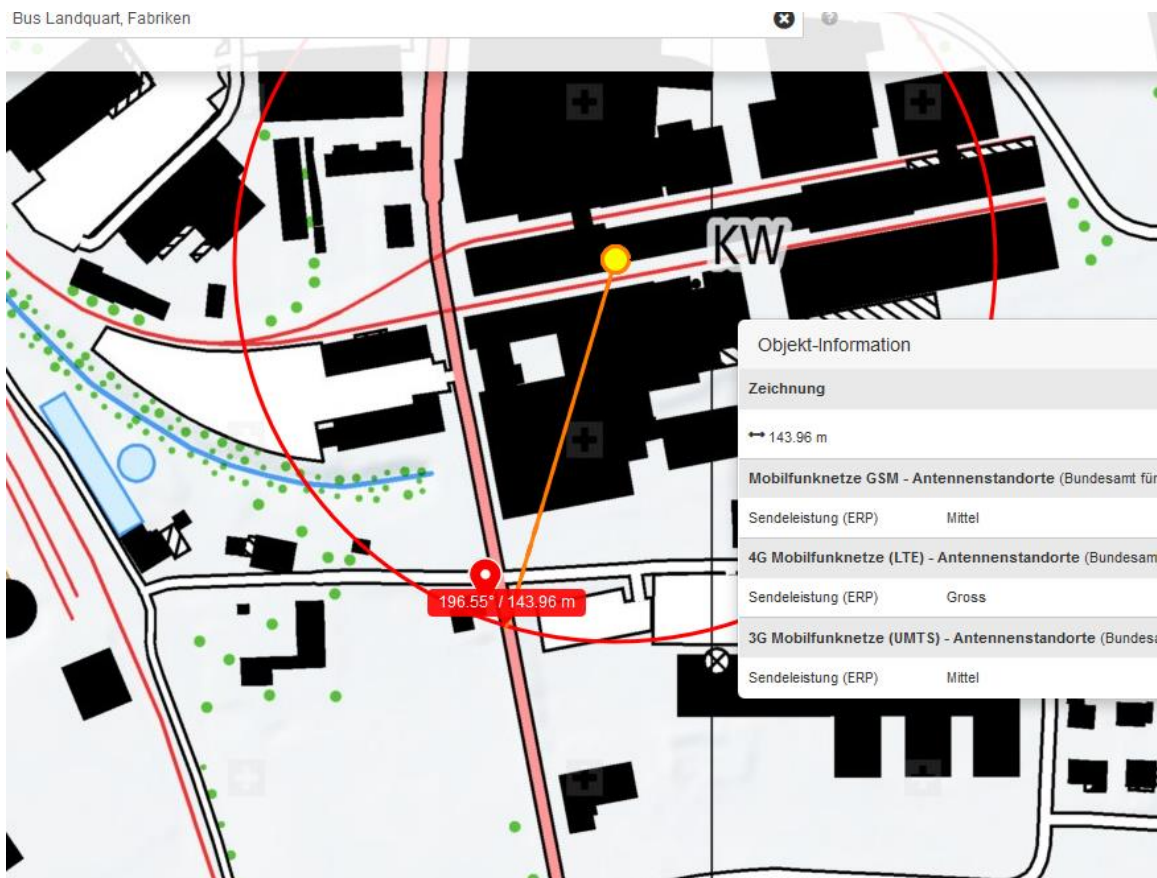 Bus Landquart, Fabriken
KW
Objekt-Information
Zeichnung
↔ 143.96 m
Mobilfunknetze GSM - Antennenstandorte (Bundesamt für
Sendeleistung (ERP) Mittel
4G Mobilfunknetze (LTE) - Antennenstandorte (Bundesam
Sendeleistung (ERP) Gross
196.55° / 143.96 m
3G Mobilfunknetze (UMTS) - Antennenstandorte (Bundesa
Sendeleistung (ERP) Mittel